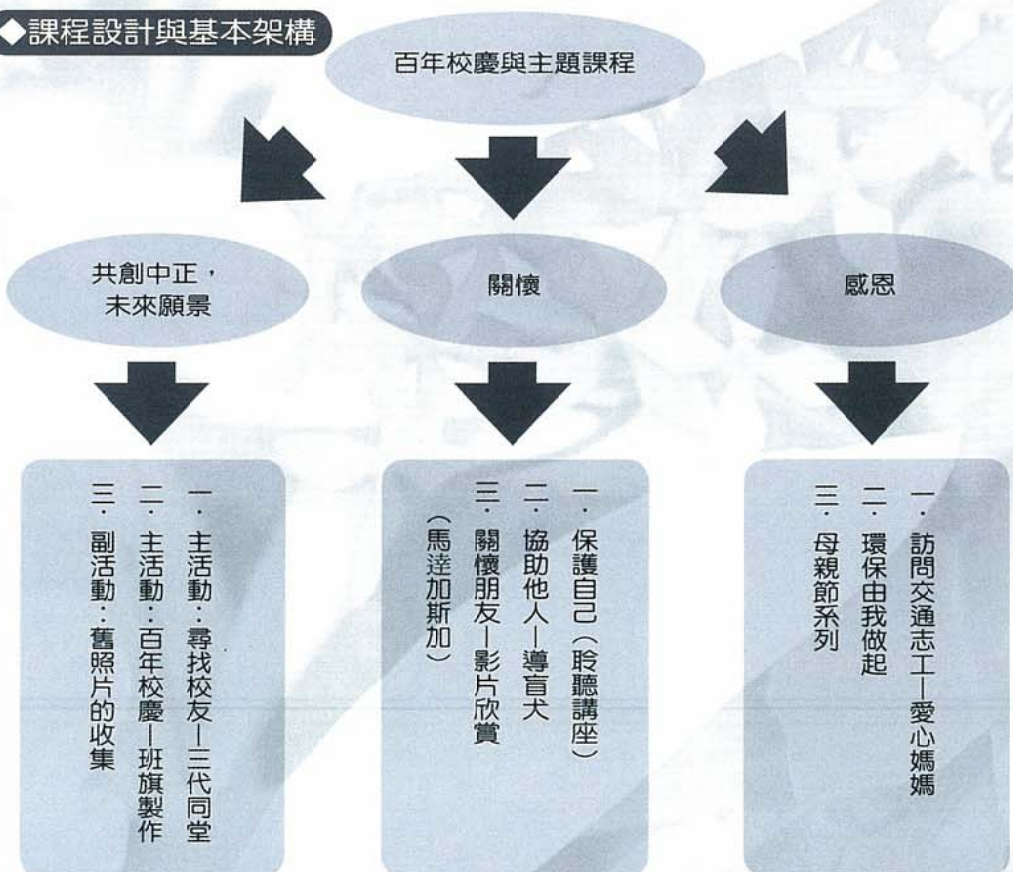 ◆課程設計與基本架構
百年校慶與主題課程
共創中正，
未來願景
關懷
感恩
一．主活動：尋找校友—三代同堂
二．主活動：百年校慶—班旗製作
三．副活動：舊照片的收集
一．保護自己（聆聽講座）
二．協助他人—導盲犬
三．關懷朋友—影片欣賞
（馬達加斯加）
一．訪問交通志工—愛心媽媽
二．環保由我做起
三．母親節系列